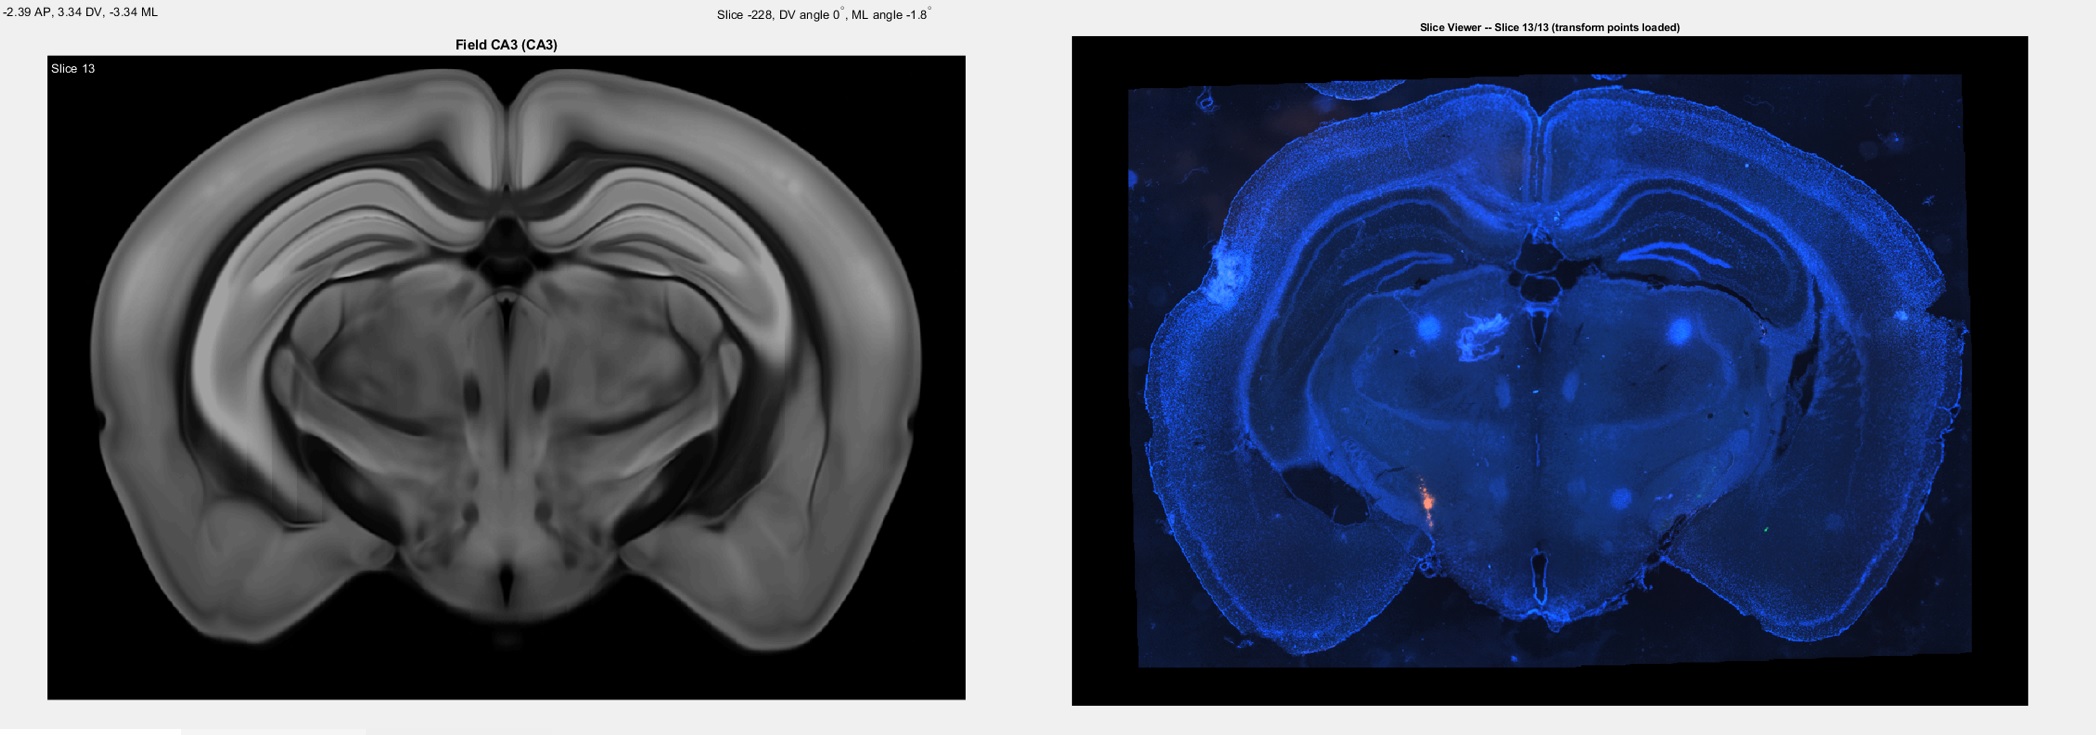 -2.39 AP, 3.34 DV, -3.34 ML
Slice -228, DV angle 0°, ML angle -1.8°
Field CA3 (CA3)
Slice 13
Slice Viewer -- Slice 13/13 (transform points loaded)